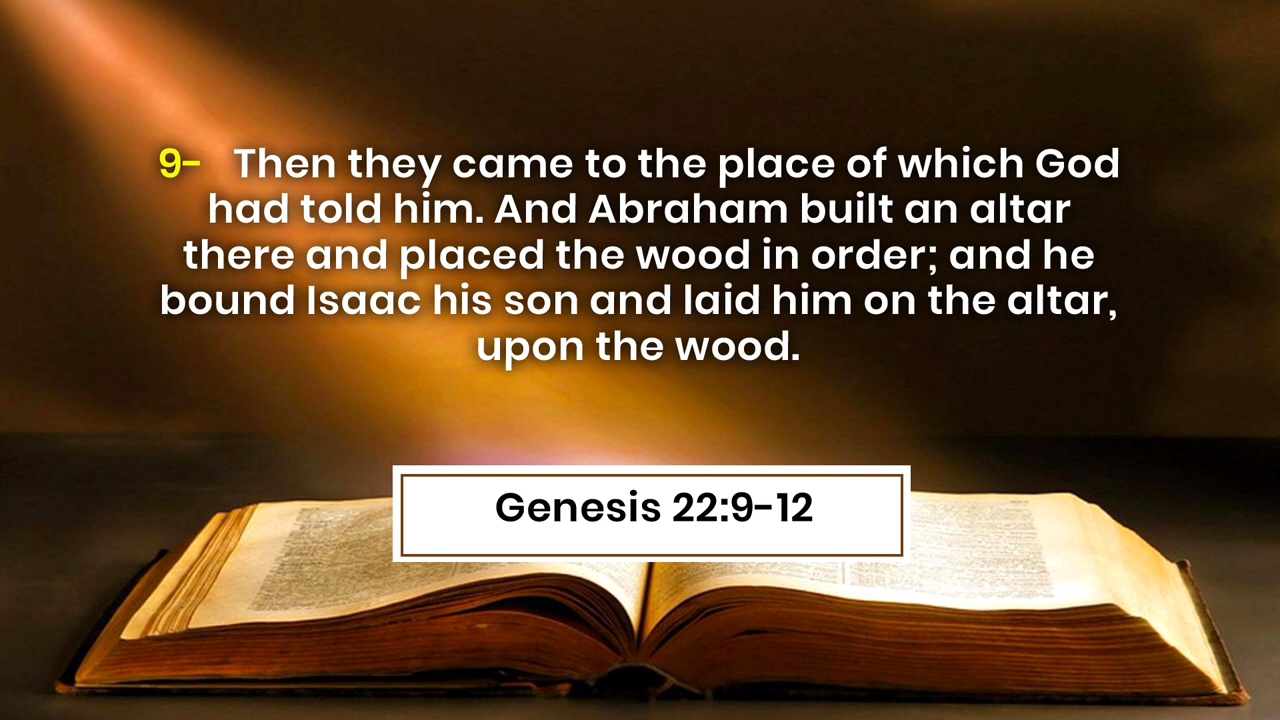 9- Then they came to the place of which God
had told him. And Abraham built an altar
there and placed the wood in order; and he
bound Isaac his son and laid him on the altar,
upon the wood.
Genesis 22:9-12